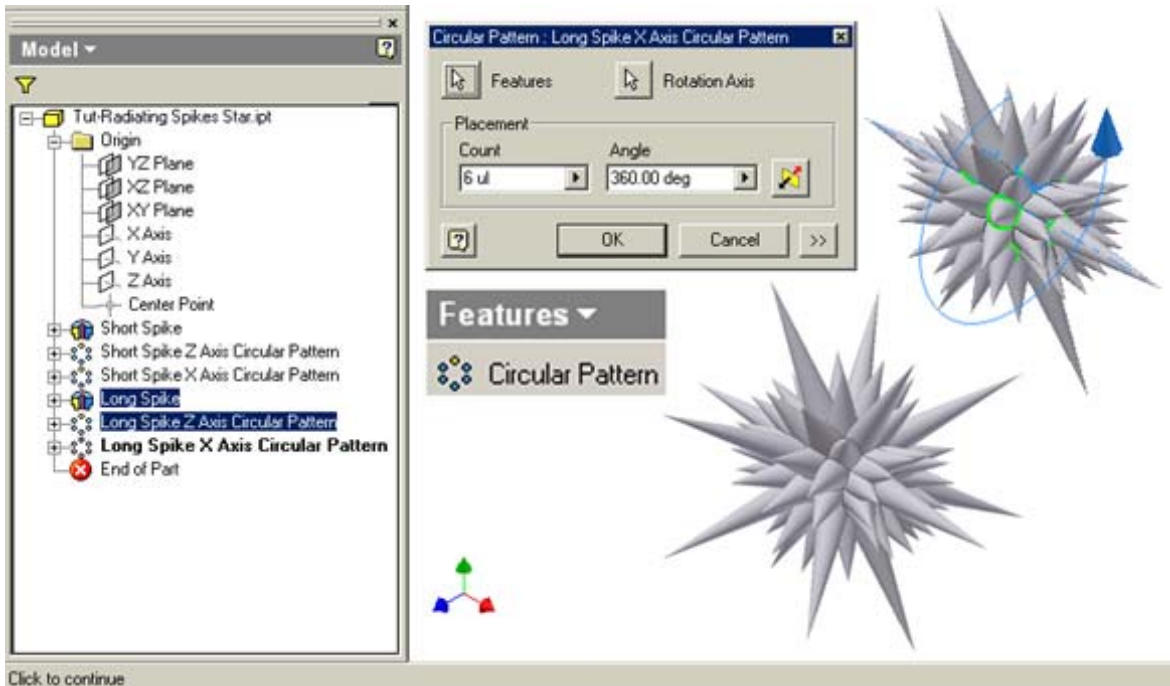 Model
Tut-Radiating Spikes Star.ipt
Origin
YZ Plane
XZ Plane
XY Plane
X Axis
Y Axis
Z Axis
Center Point
Short Spike
Short Spike Z Axis Circular Pattern
Short Spike X Axis Circular Pattern
Long Spike
Long Spike Z Axis Circular Pattern
Long Spike X Axis Circular Pattern
End of Part
Circular Pattern : Long Spike X Axis Circular Pattern
Features Rotation Axis
Placement
Count Angle
6 ul 360.00 deg
OK Cancel >>
Features
Circular Pattern
Click to continue